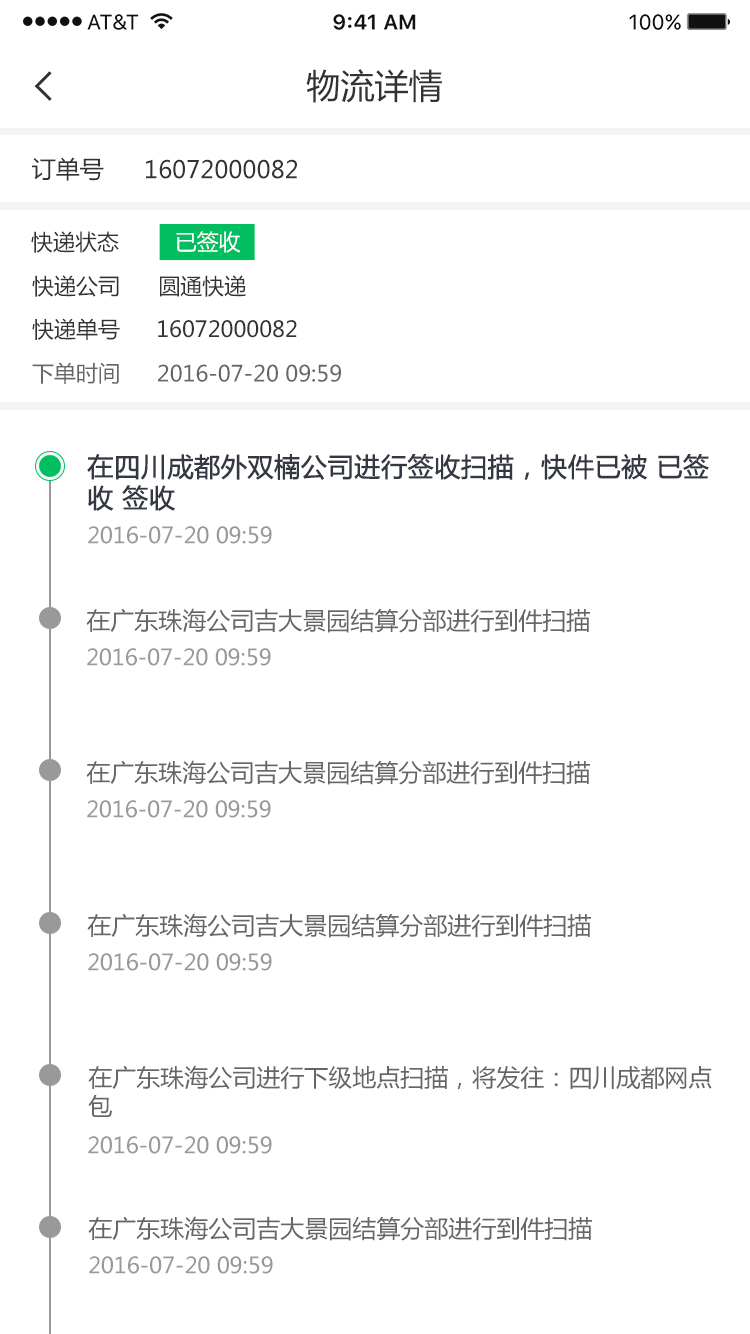 ●●●●● AT&T 9:41 AM 100%
物流详情
订单号 16072000082
快递状态 已签收
快递公司 圆通快递
快递单号 16072000082
下单时间 2016-07-20 09:59
在四川成都外双楠公司进行签收扫描，快件已被 已签
收 签收
2016-07-20 09:59
在广东珠海公司吉大景园结算分部进行到件扫描
2016-07-20 09:59
在广东珠海公司吉大景园结算分部进行到件扫描
2016-07-20 09:59
在广东珠海公司吉大景园结算分部进行到件扫描
2016-07-20 09:59
在广东珠海公司进行下级地点扫描，将发往：四川成都网点
包
2016-07-20 09:59
在广东珠海公司吉大景园结算分部进行到件扫描
2016-07-20 09:59